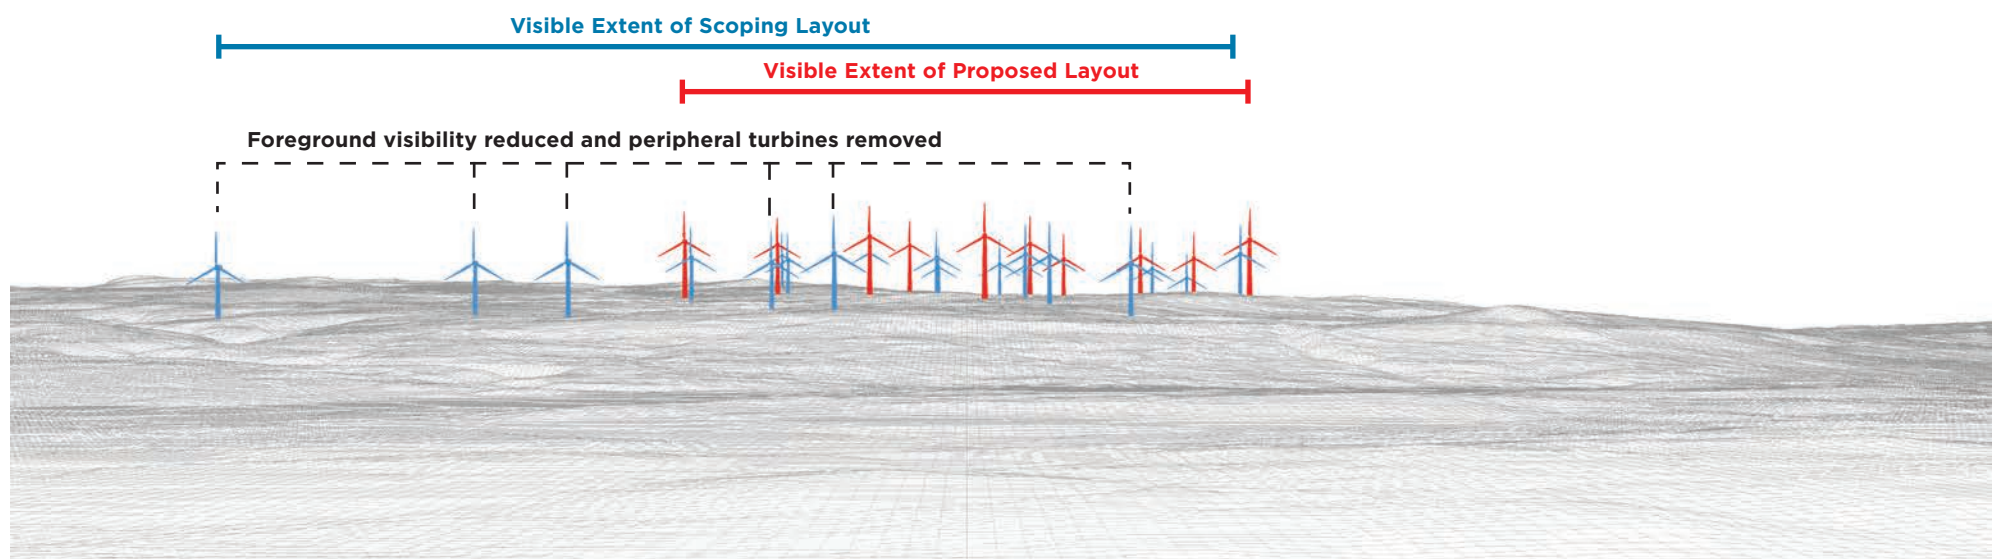 Visible Extent of Scoping Layout
Visible Extent of Proposed Layout
Foreground visibility reduced and peripheral turbines removed